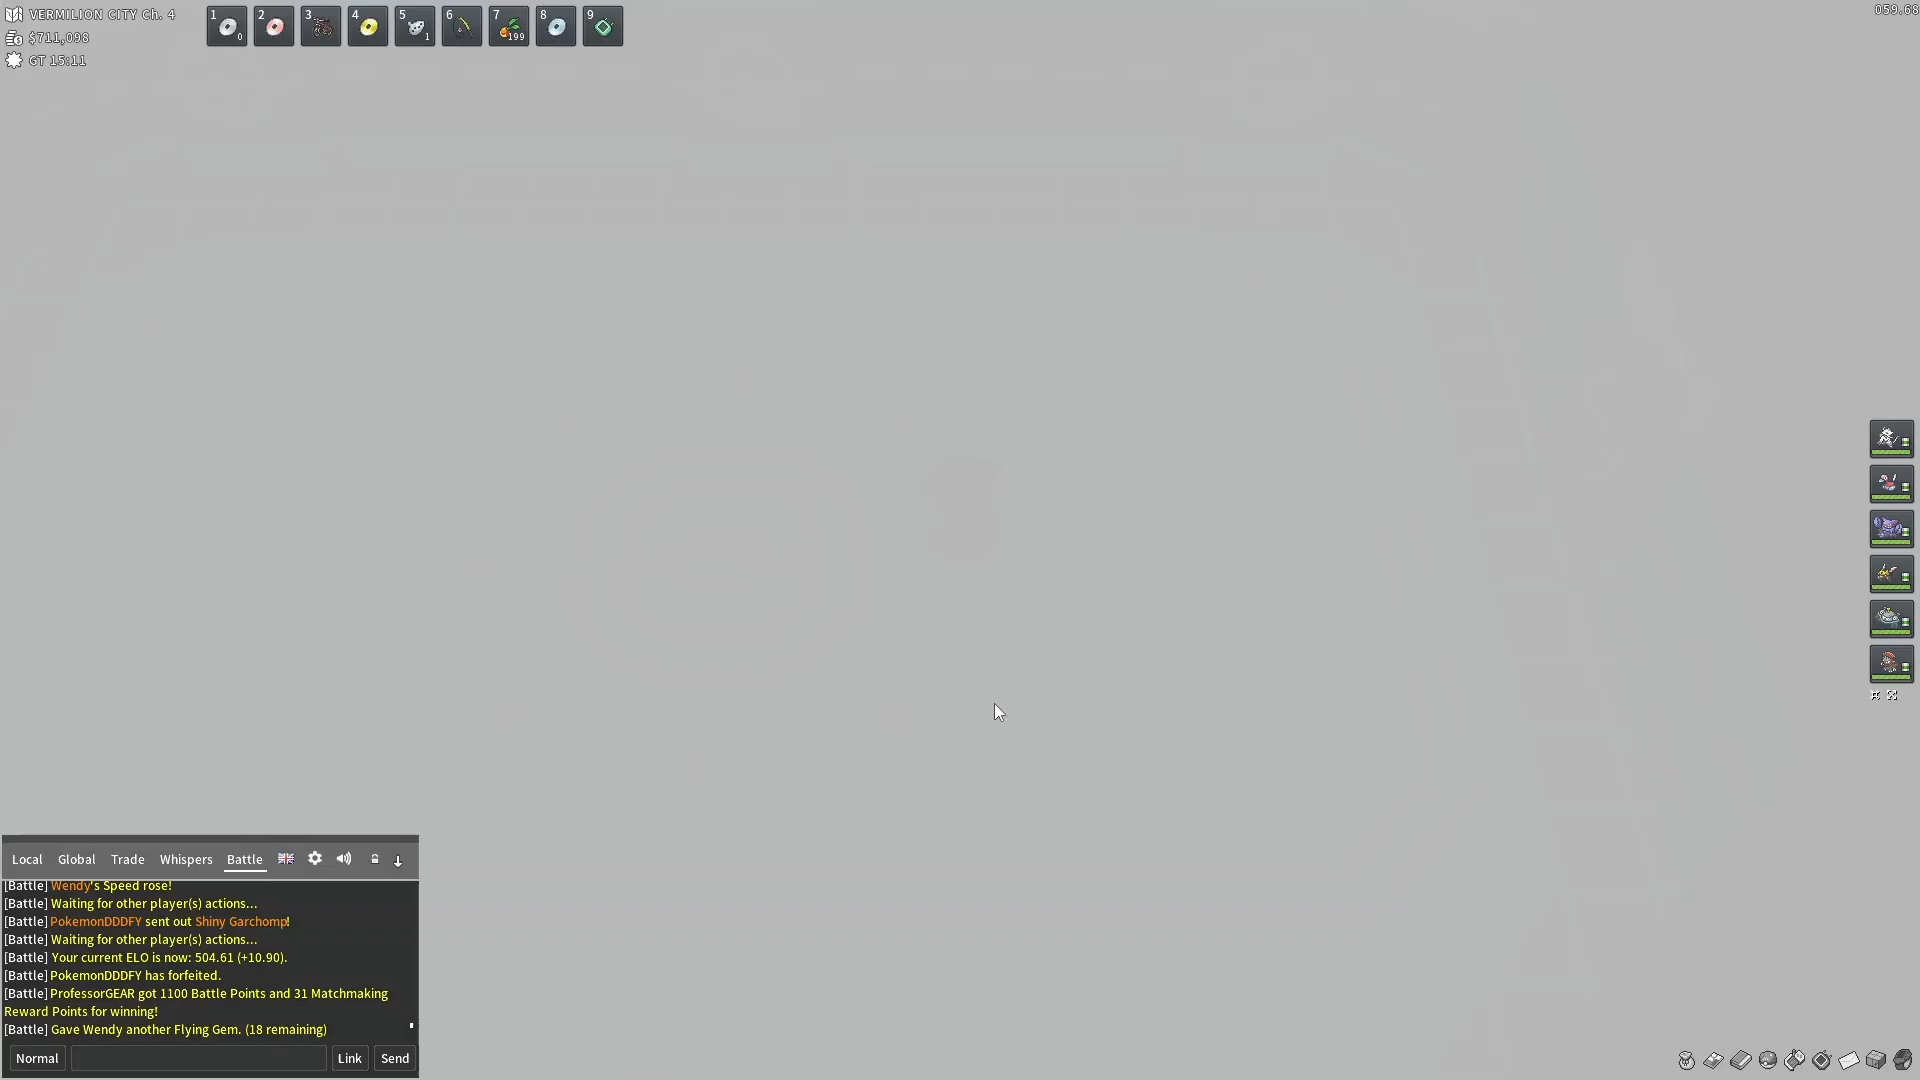 VERMILION CITY Ch. 4
$711,098
GT 15:11
1 2 3 4 5 6 7 8 9
0 1 199
059.68
Local Global Trade Whispers Battle
[Battle] Wendy's Speed rose!
[Battle] Waiting for other player(s) actions...
[Battle] PokemonDDDFY sent out Shiny Garchomp!
[Battle] Waiting for other player(s) actions...
[Battle] Your current ELO is now: 504.61 (+10.90).
[Battle] PokemonDDDFY has forfeited.
[Battle] ProfessorGEAR got 1100 Battle Points and 31 Matchmaking
Reward Points for winning!
[Battle] Gave Wendy another Flying Gem. (18 remaining)
Normal Link Send